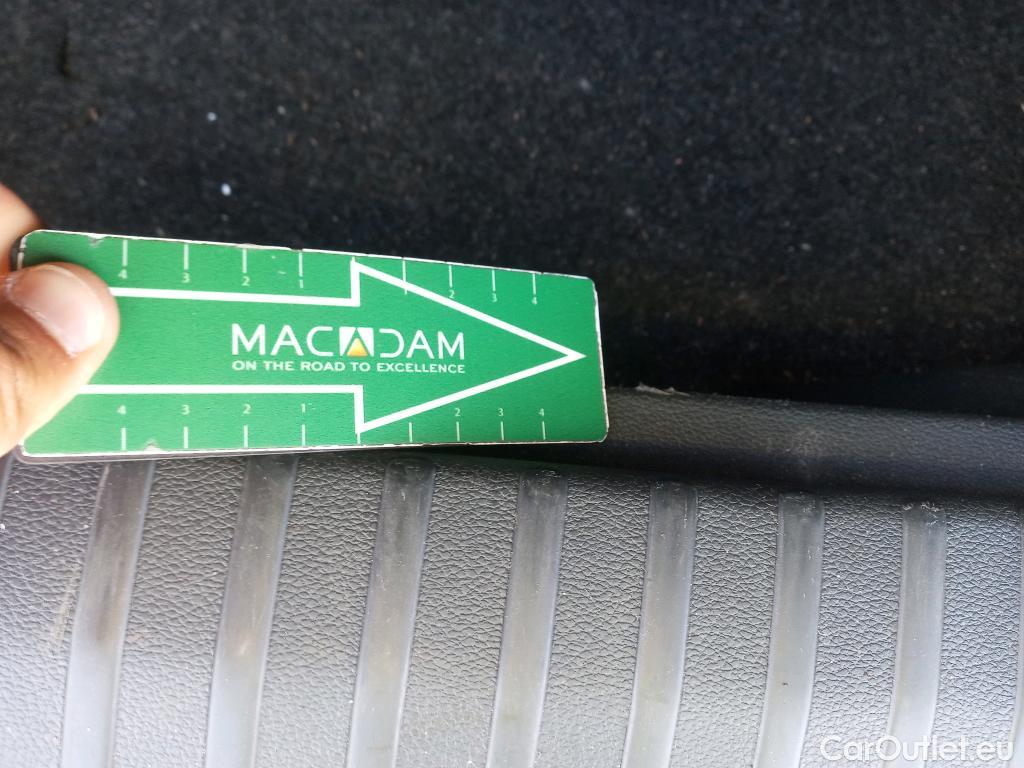 4 3 2 1 1 2 3 4
MACADAM
ON THE ROAD TO EXCELLENCE
4 3 2 1 2 3 4
CarOutlet.eu